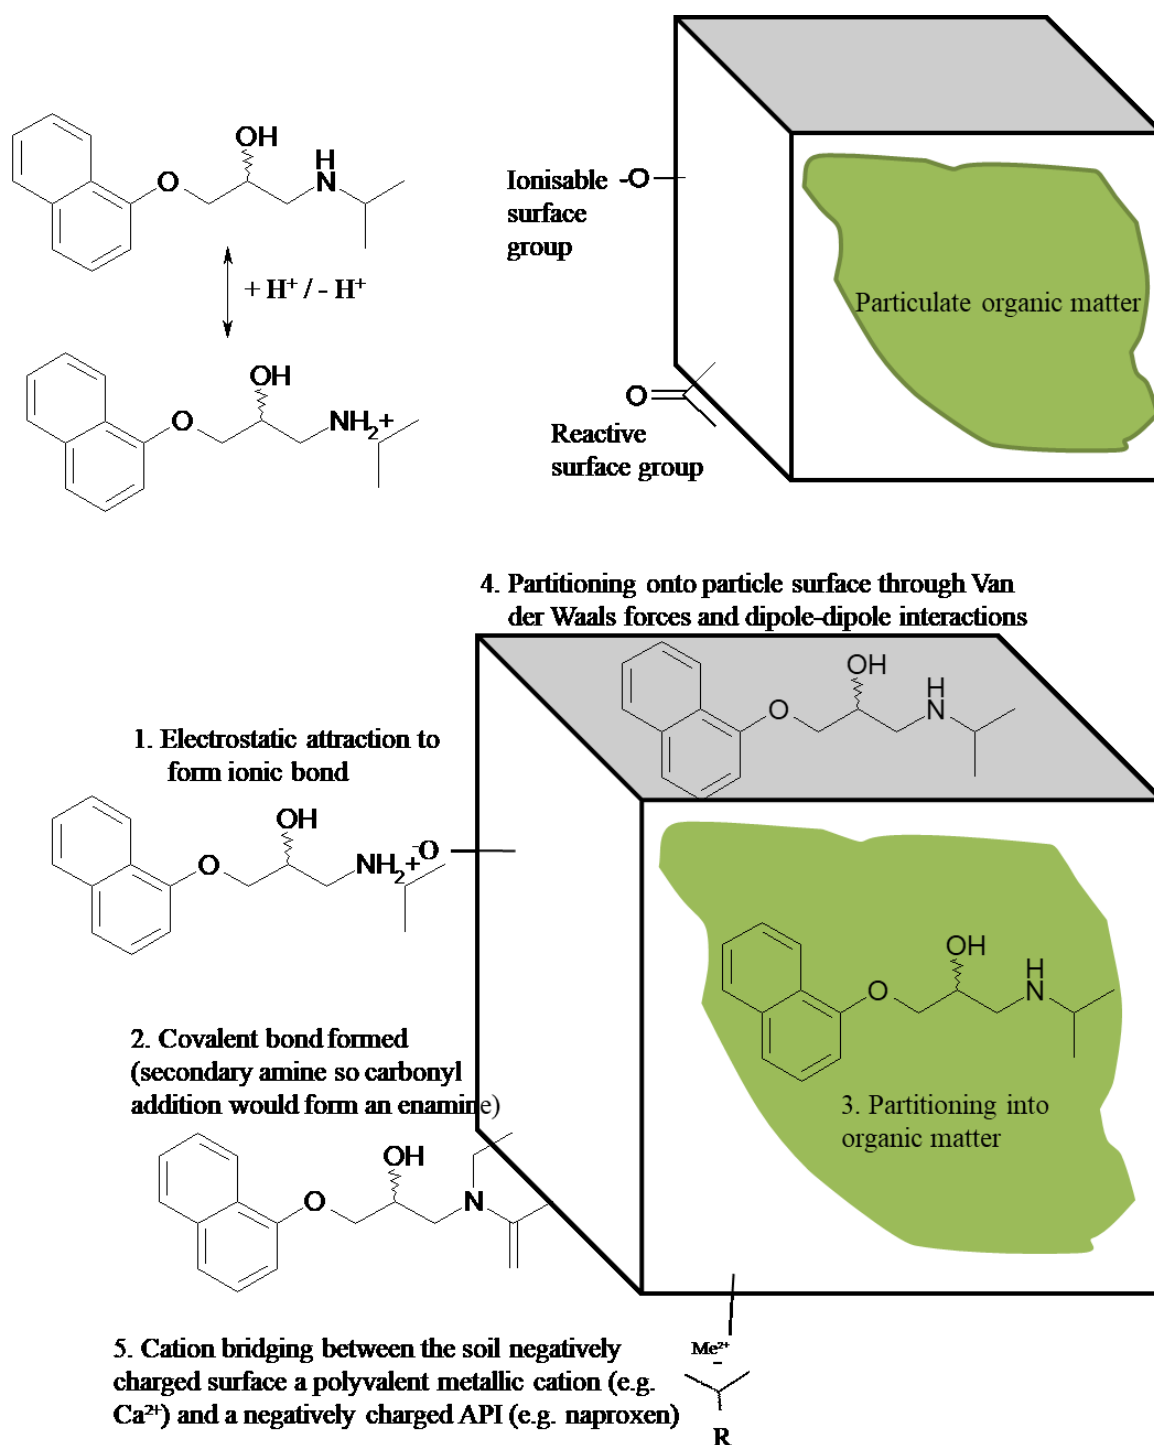 OH
H
N
O
+ H⁺ / - H⁺
OH
O
NH₂+
Ionisable -O
surface
group
Particulate organic matter
O
Reactive
surface group
4. Partitioning onto particle surface through Van
der Waals forces and dipole-dipole interactions
OH
H
N
O
1. Electrostatic attraction to
form ionic bond
OH
O
NH₂+
-O
OH
H
N
O
3. Partitioning into
organic matter
2. Covalent bond formed
(secondary amine so carbonyl
addition would form an enamine)
OH
O
N
5. Cation bridging between the soil negatively
charged surface a polyvalent metallic cation (e.g.
Ca²⁺) and a negatively charged API (e.g. naproxen)
Me²⁺
-
R